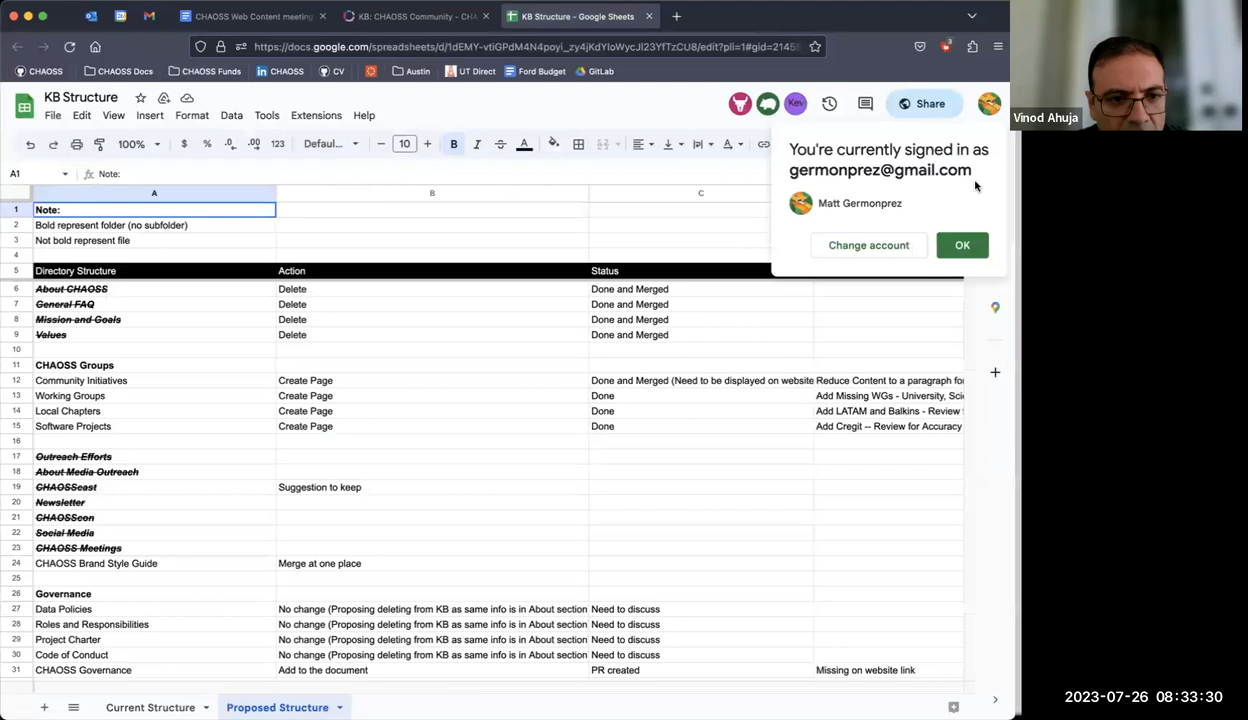 CHAOSS Web Content meeting
KB: CHAOSS Community - CHA
KB Structure - Google Sheets
https://docs.google.com/spreadsheets/d/1dEMY-vtiGPdM4N4poyi_zy4jKdYIoWycJI23YfTzCU8/edit?pli=1#gid=2145
CHAOSS
CHAOSS Docs
CHAOSS Funds
CHAOSS
CV
Austin
UT Direct
Ford Budget
GitLab
KB Structure
File Edit View Insert Format Data Tools Extensions Help
Kev
Share
100% $ % .0 .00 123 Defaul... 10 B I A
You're currently signed in as
germonprez@gmail.com
Matt Germonprez
Change account OK
Vinod Ahuja
A1 fx Note:
A B C
1 Note:
2 Bold represent folder (no subfolder)
3 Not bold represent file
4
5 Directory Structure Action Status
6 About CHAOSS Delete Done and Merged
7 General FAQ Delete Done and Merged
8 Mission and Goals Delete Done and Merged
9 Values Delete Done and Merged
10
11 CHAOSS Groups
12 Community Initiatives Create Page Done and Merged (Need to be displayed on website Reduce Content to a paragraph for
13 Working Groups Create Page Done Add Missing WGs - University, Sci
14 Local Chapters Create Page Done Add LATAM and Balkins - Review
15 Software Projects Create Page Done Add Cregit -- Review for Accuracy
16
17 Outreach Efforts
18 About Media Outreach
19 CHAOSScast Suggestion to keep
20 Newsletter
21 CHAOSScon
22 Social Media
23 CHAOSS Meetings
24 CHAOSS Brand Style Guide Merge at one place
25
26 Governance
27 Data Policies No change (Proposing deleting from KB as same info is in About section Need to discuss
28 Roles and Responsibilities No change (Proposing deleting from KB as same info is in About section Need to discuss
29 Project Charter No change (Proposing deleting from KB as same info is in About section Need to discuss
30 Code of Conduct No change (Proposing deleting from KB as same info is in About section Need to discuss
31 CHAOSS Governance Add to the document PR created Missing on website link
Current Structure Proposed Structure
2023-07-26 08:33:30